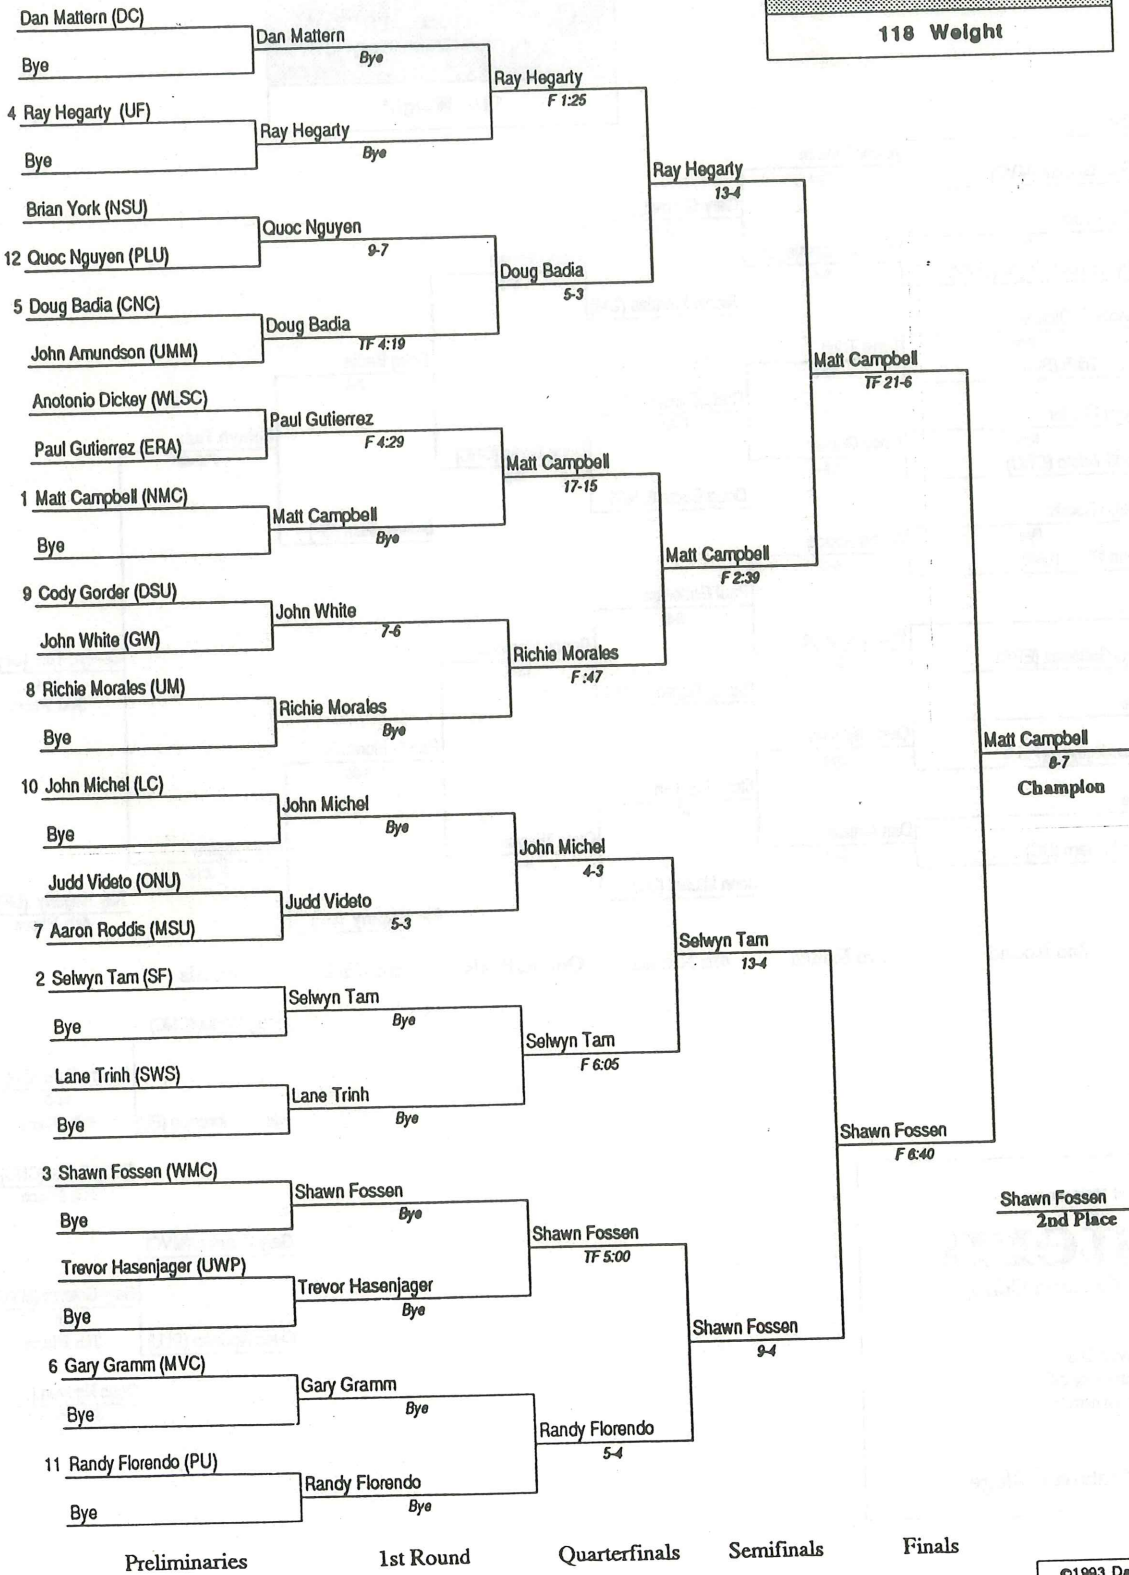 118 Weight
Dan Mattern (DC)
Bye
4 Ray Hegarty (UF)
Bye
Brian York (NSU)
12 Quoc Nguyen (PLU)
5 Doug Badia (CNC)
John Amundson (UMM)
Anotonio Dickey (WLSC)
Paul Gutierrez (ERA)
1 Matt Campbell (NMC)
Bye
9 Cody Gorder (DSU)
John White (GW)
8 Richie Morales (UM)
Bye
10 John Michel (LC)
Bye
Judd Videto (ONU)
7 Aaron Roddis (MSU)
2 Selwyn Tam (SF)
Bye
Lane Trinh (SWS)
Bye
3 Shawn Fossen (WMC)
Bye
Trevor Hasenjager (UWP)
Bye
6 Gary Gramm (MVC)
Bye
11 Randy Florendo (PU)
Bye
Preliminaries
Dan Mattern
Bye
Ray Hegarty
Bye
Quoc Nguyen
9-7
Doug Badia
TF 4:19
Paul Gutierrez
F 4:29
Matt Campbell
Bye
John White
7-6
Richie Morales
Bye
John Michel
Bye
Judd Videto
5-3
Selwyn Tam
Bye
Lane Trinh
Bye
Shawn Fossen
Bye
Trevor Hasenjager
Bye
Gary Gramm
Bye
Randy Florendo
Bye
1st Round
Ray Hegarty
F 1:25
Doug Badia
5-3
Matt Campbell
17-15
Richie Morales
F :47
John Michel
4-3
Selwyn Tam
F 6:05
Shawn Fossen
TF 5:00
Randy Florendo
5-4
Quarterfinals
Ray Hegarty
13-4
Matt Campbell
F 2:39
Selwyn Tam
13-4
Shawn Fossen
9-4
Semifinals
Matt Campbell
TF 21-6
Shawn Fossen
F 6:40
Finals
Matt Campbell
8-7
Champion
Shawn Fossen
2nd Place
©1993 Da